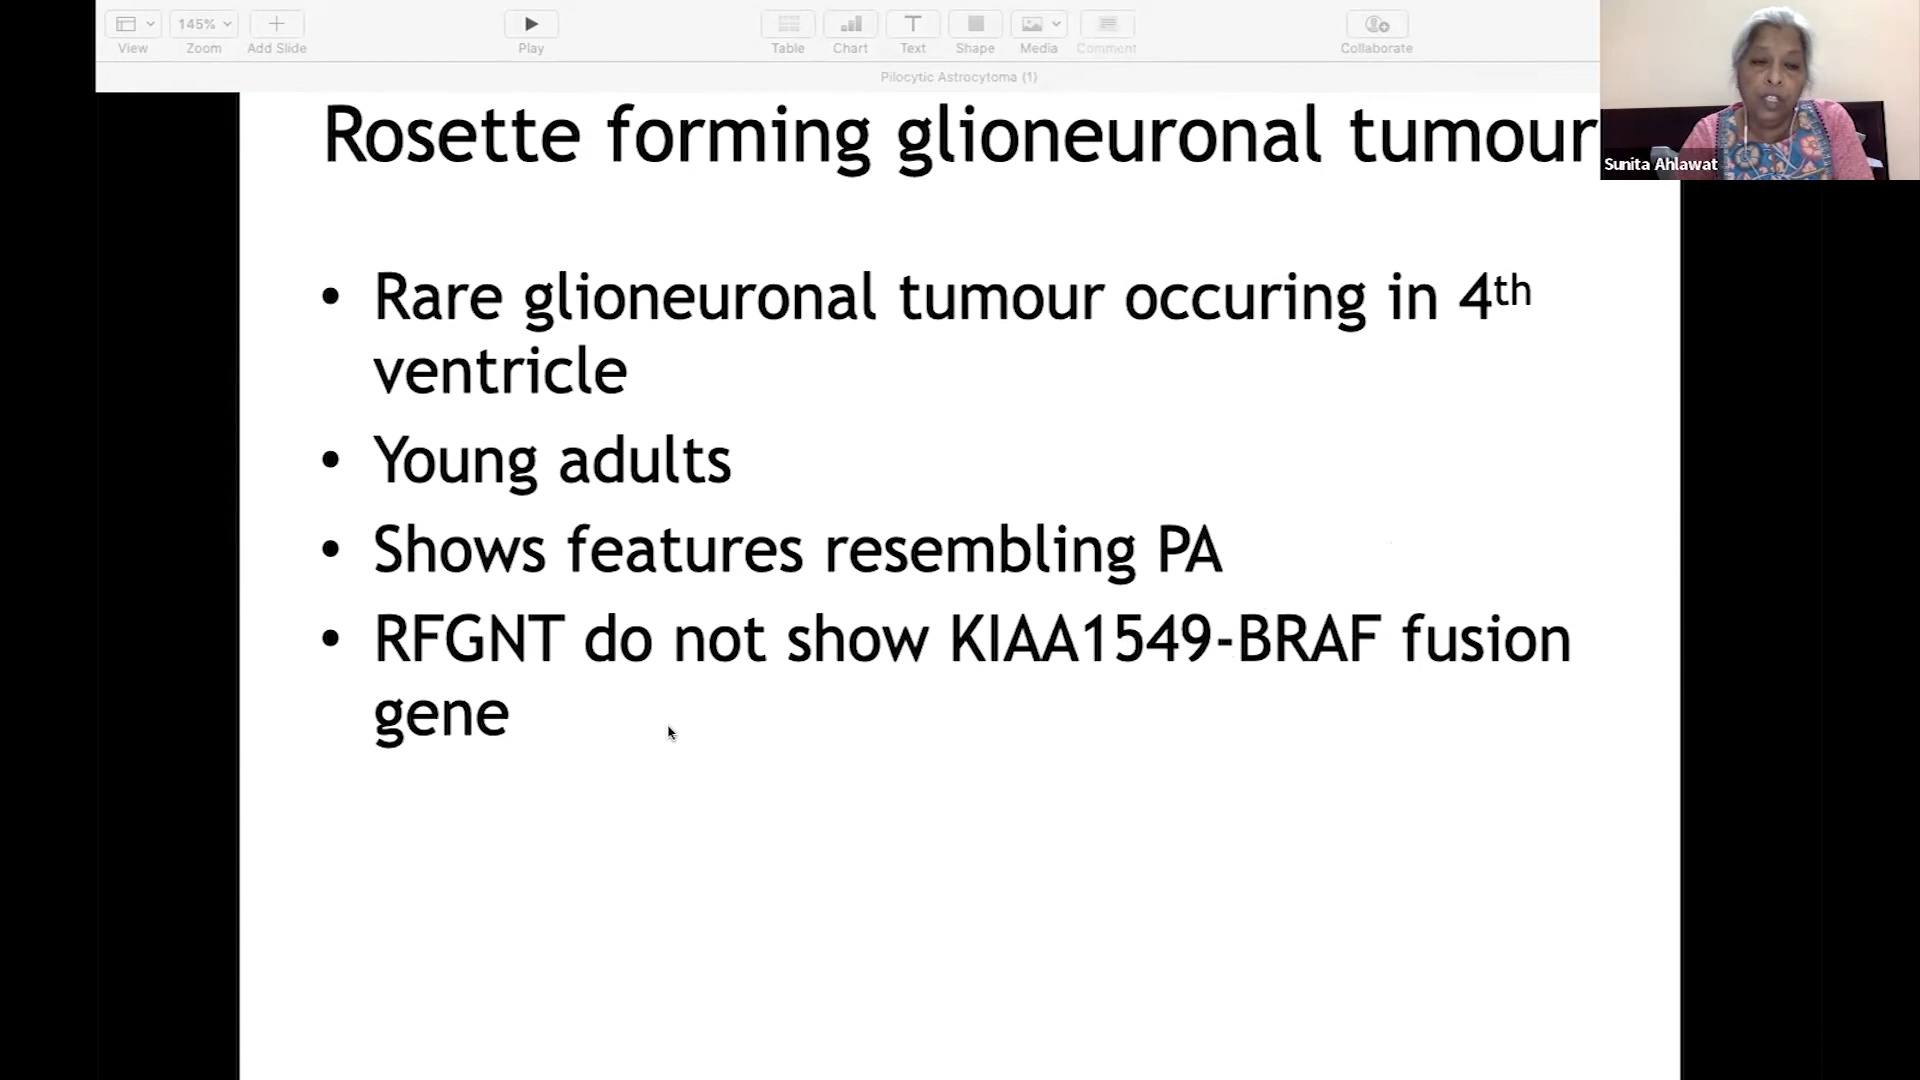 145%
View
Zoom
Add Slide
Play
Table
Chart
Text
Shape
Media
Comment
Collaborate
Pilocytic Astrocytoma (1)
Rosette forming glioneuronal tumour
Sunita Ahlawat
• Rare glioneuronal tumour occuring in 4th
ventricle
• Young adults
• Shows features resembling PA
• RFGNT do not show KIAA1549-BRAF fusion
gene